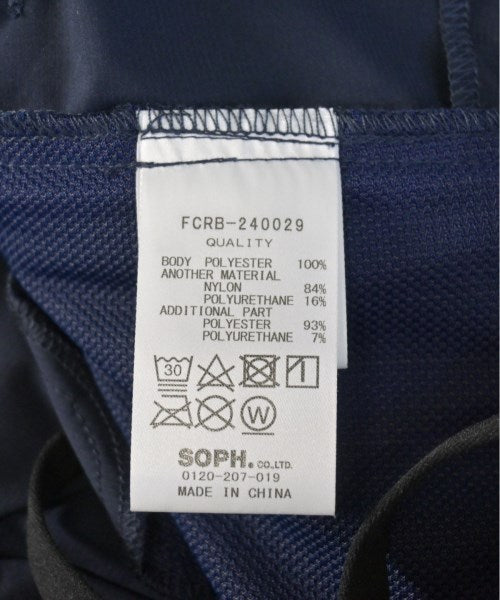 FCRB-240029
QUALITY
BODY POLYESTER 100%
ANOTHER MATERIAL
NYLON 84%
POLYURETHANE 16%
ADDITIONAL PART
POLYESTER 93%
POLYURETHANE 7%
30
W
SOPH. CO.,LTD.
0120-207-019
MADE IN CHINA